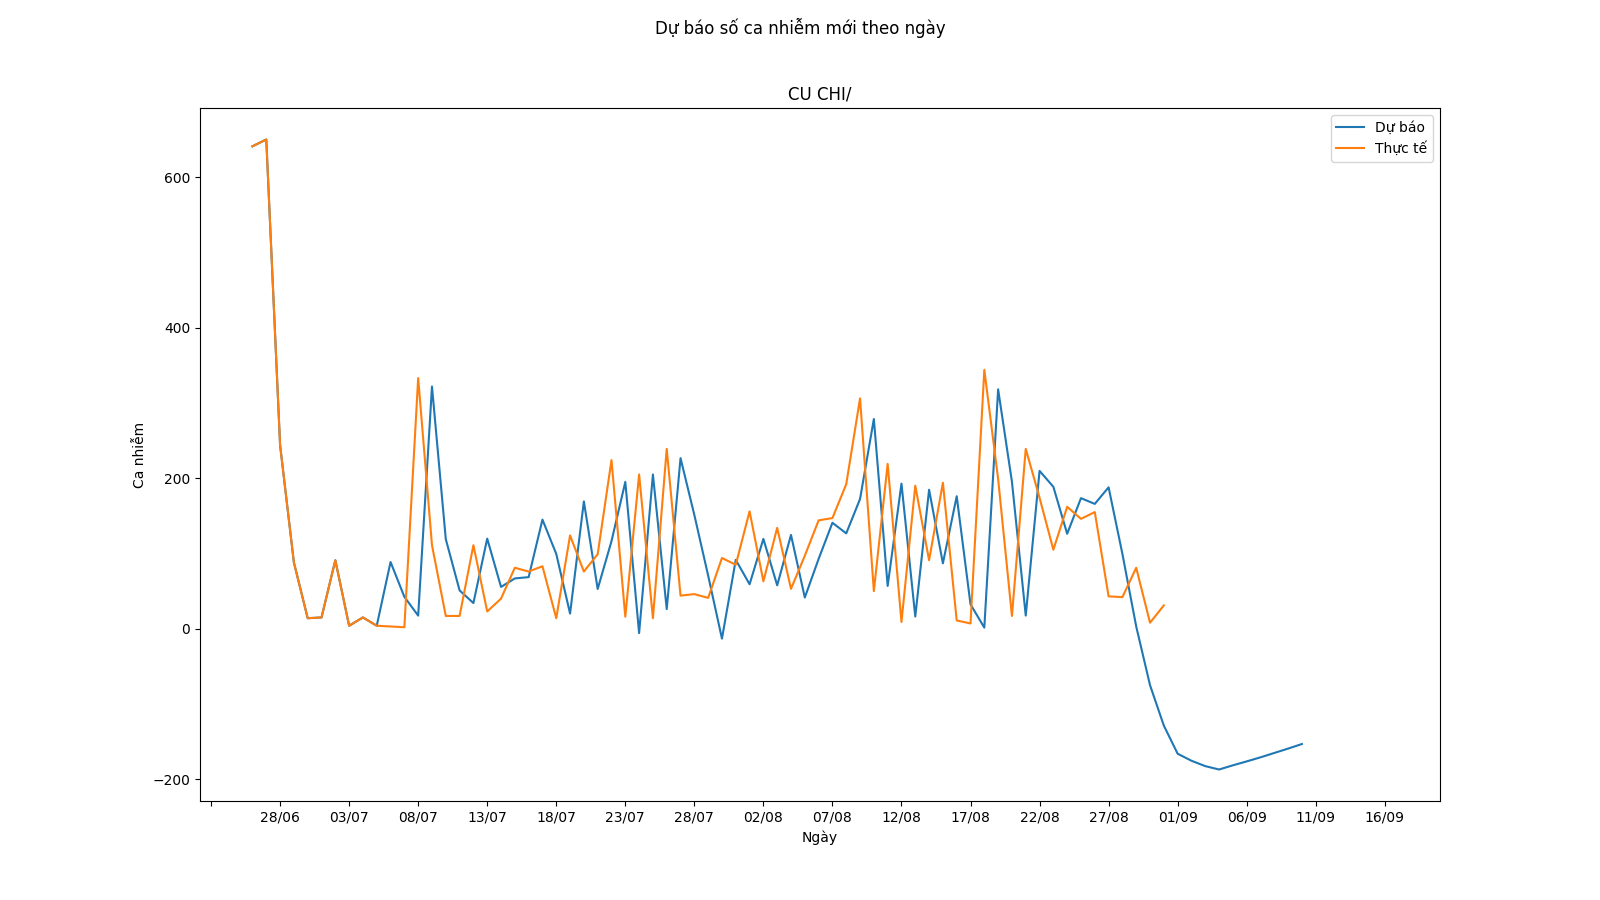 Dự báo số ca nhiễm mới theo ngày
CU CHI/
Dự báo
Thực tế
600
400
200
0
−200
Ca nhiễm
28/06 03/07 08/07 13/07 18/07 23/07 28/07 02/08 07/08 12/08 17/08 22/08 27/08 01/09 06/09 11/09 16/09
Ngày